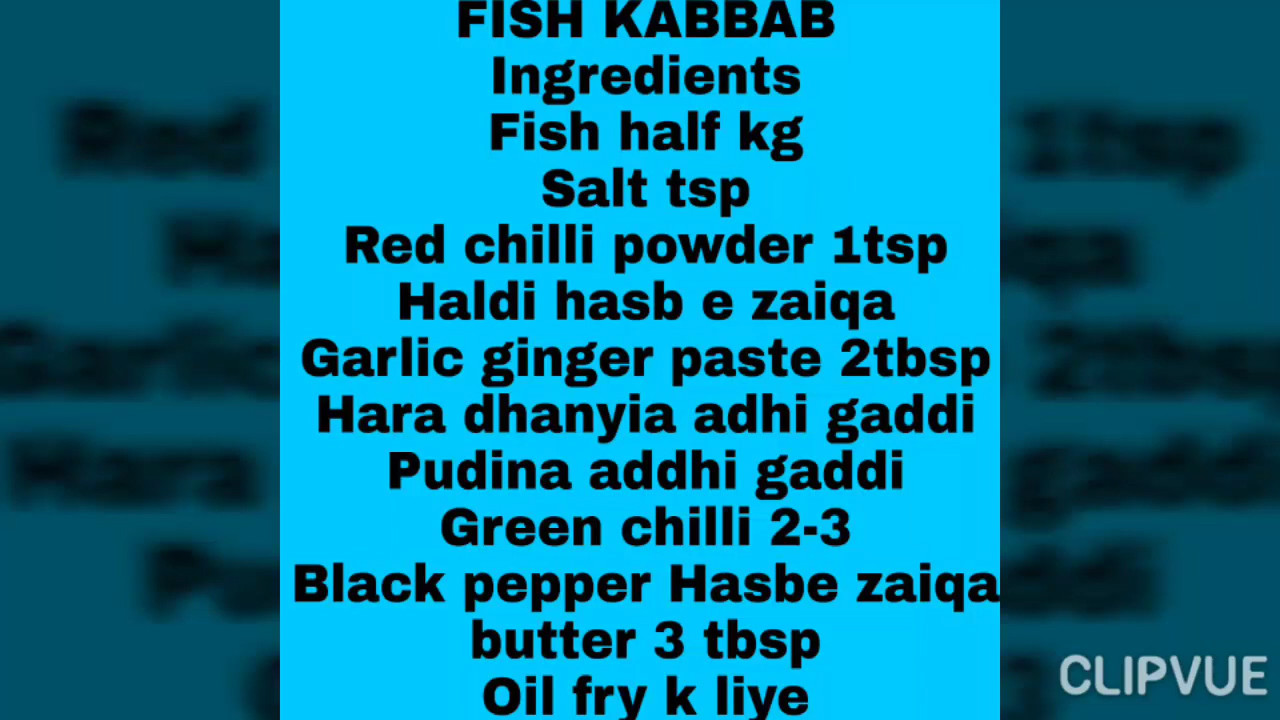 FISH KABBAB
Ingredients
Fish half kg
Salt tsp
Red chilli powder 1tsp
Haldi hasb e zaiqa
Garlic ginger paste 2tbsp
Hara dhanyia adhi gaddi
Pudina addhi gaddi
Green chilli 2-3
Black pepper Hasbe zaiqa
butter 3 tbsp
Oil fry k liye
CLIPVUE